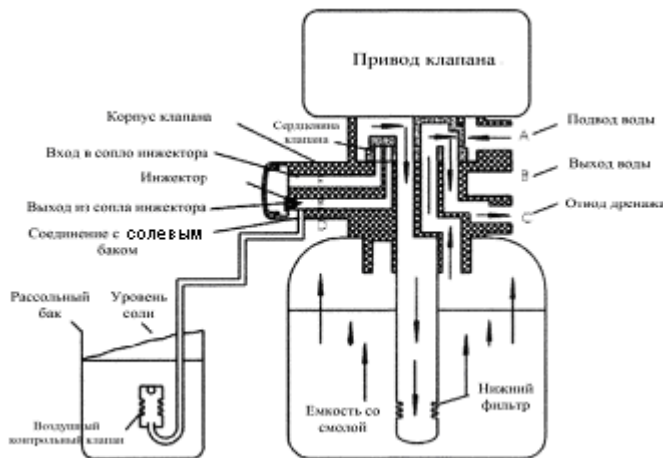 Привод клапана
Корпус клапана
Сердцевина
клапана
Подвод воды
A
Вход в сопло инжектора
Выход воды
B
Инжектор
E
Выход из сопла инжектора
Отвод дренажа
C
Соединение с солевым
баком
D
Рассольный
бак
Уровень
соли
Воздушный
контрольный клапан
Емкость со
смолой
Нижний
фильтр